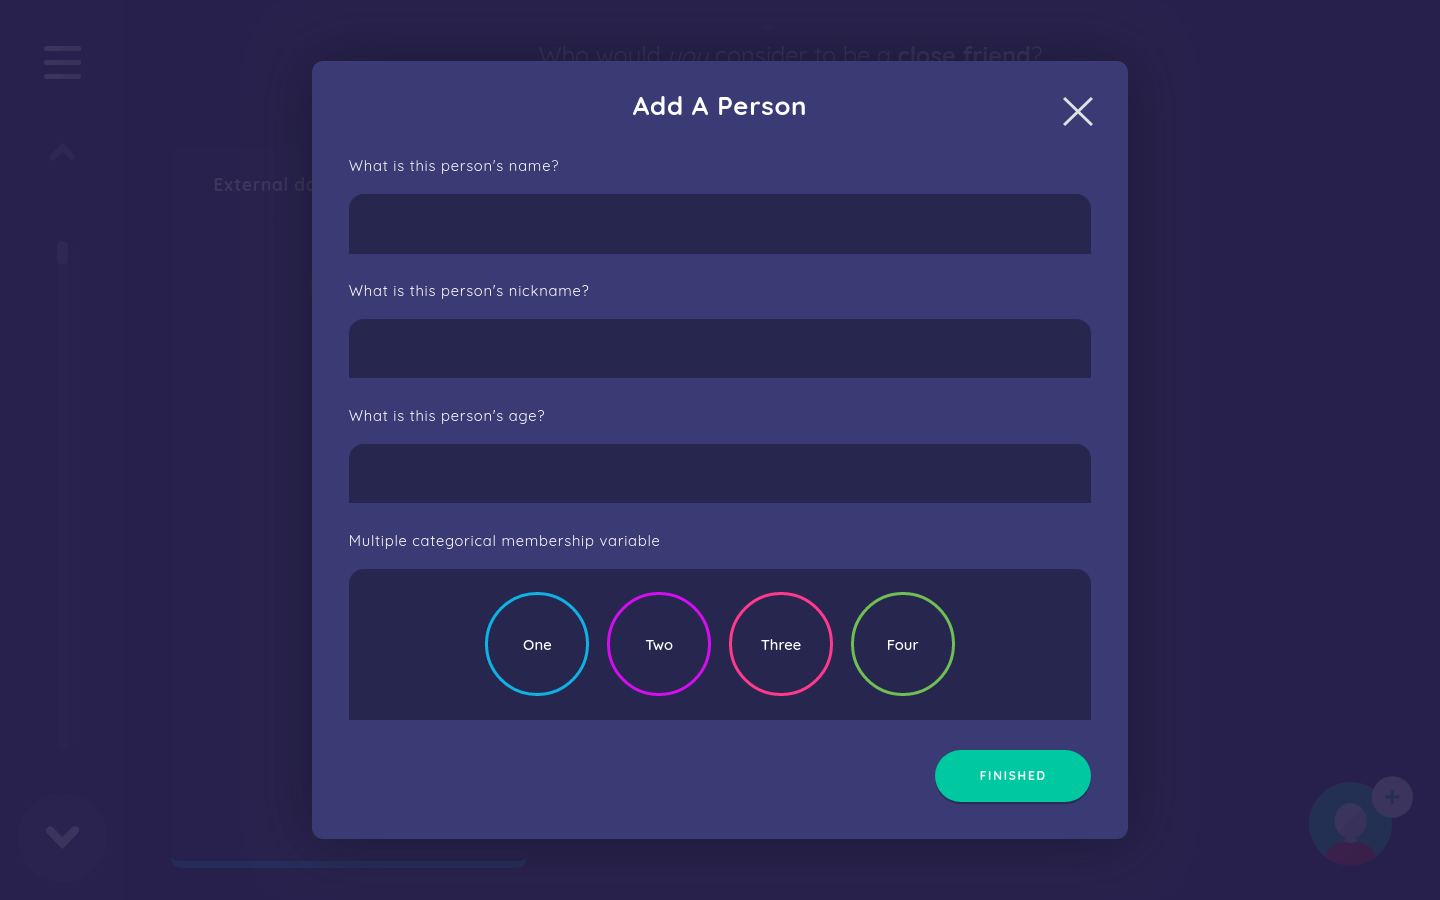 Who would you consider to be a close friend?
Add A Person
What is this person's name?
External da
What is this person's nickname?
What is this person's age?
Multiple categorical membership variable
One Two Three Four
FINISHED